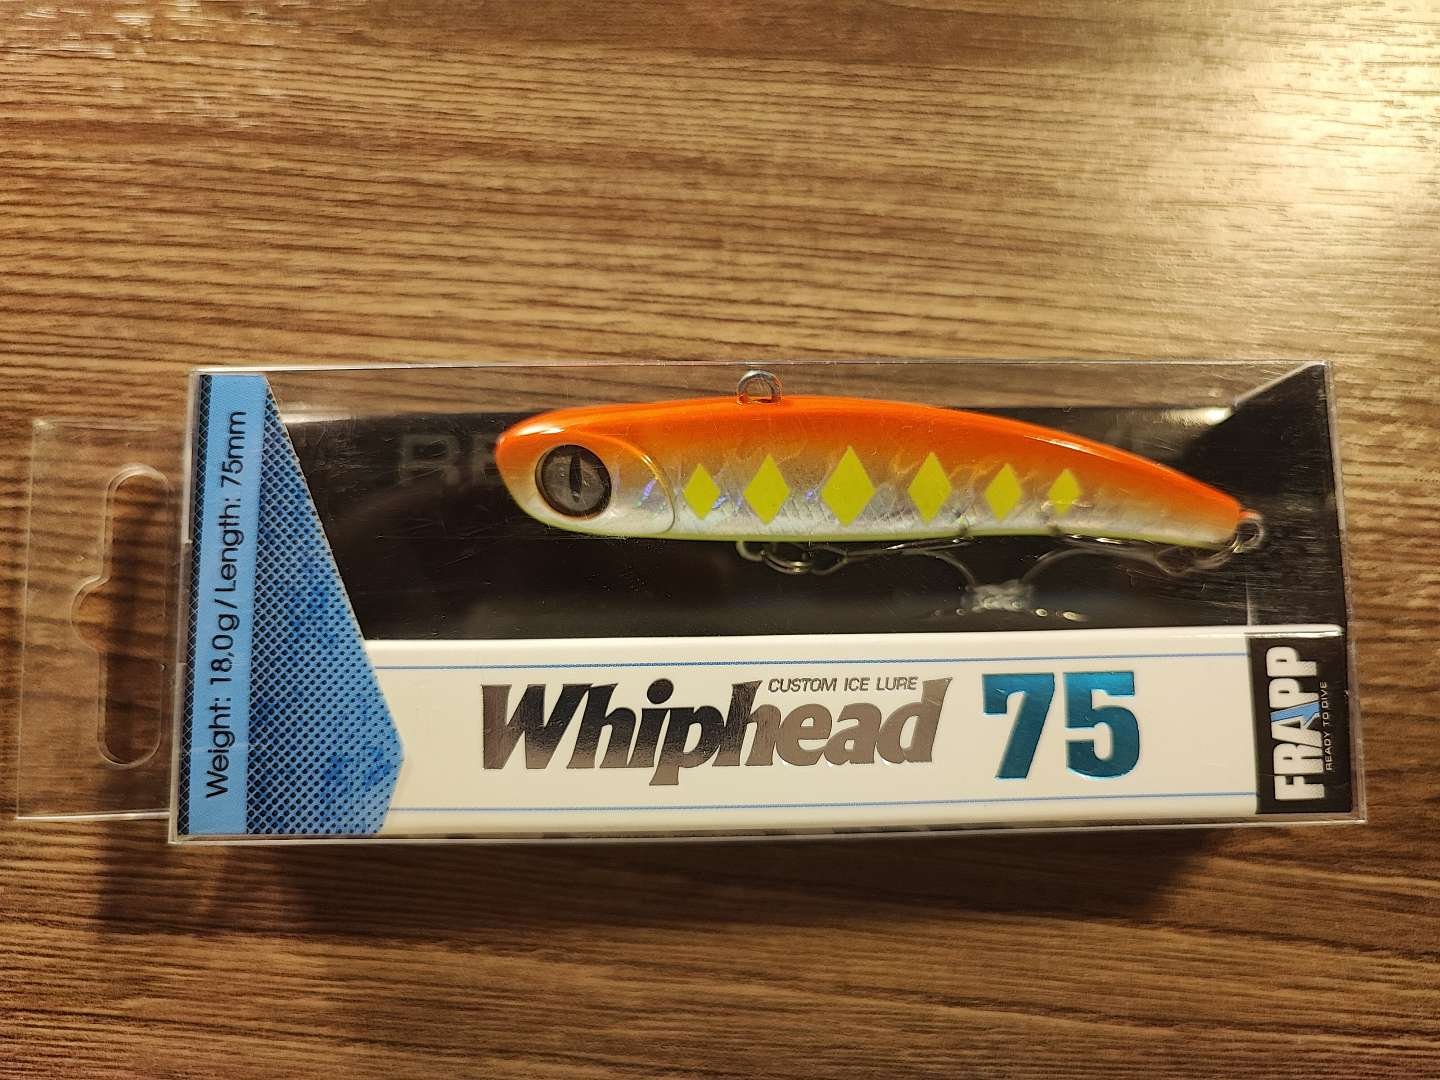 Weight: 18.0g / Length: 75mm
CUSTOM ICE LURE
Whiphead 75
FRAPP
READY TO DIVE